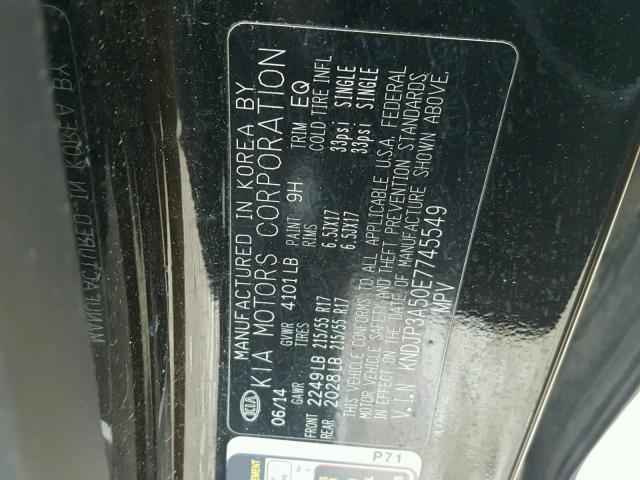 MANUFACTURED IN KOREA BY
KIA KIA MOTORS CORPORATION
06/14 GVWR 4101LB PAINT 9H TRIM EQ
GAWR TIRES RIMS COLD TIRE INFL
FRONT 2249LB 215/55 R17 6.5JX17 33psi SINGLE
REAR 2028LB 215/55 R17 6.5JX17 33psi SINGLE
THIS VEHICLE CONFORMS TO ALL APPLICABLE U.S.A. FEDERAL
MOTOR VEHICLE SAFETY AND THEFT PREVENTION STANDARDS
IN EFFECT ON THE DATE OF MANUFACTURE SHOWN ABOVE.
V.I.N KNDJP3A50E7745549
MPV
P71